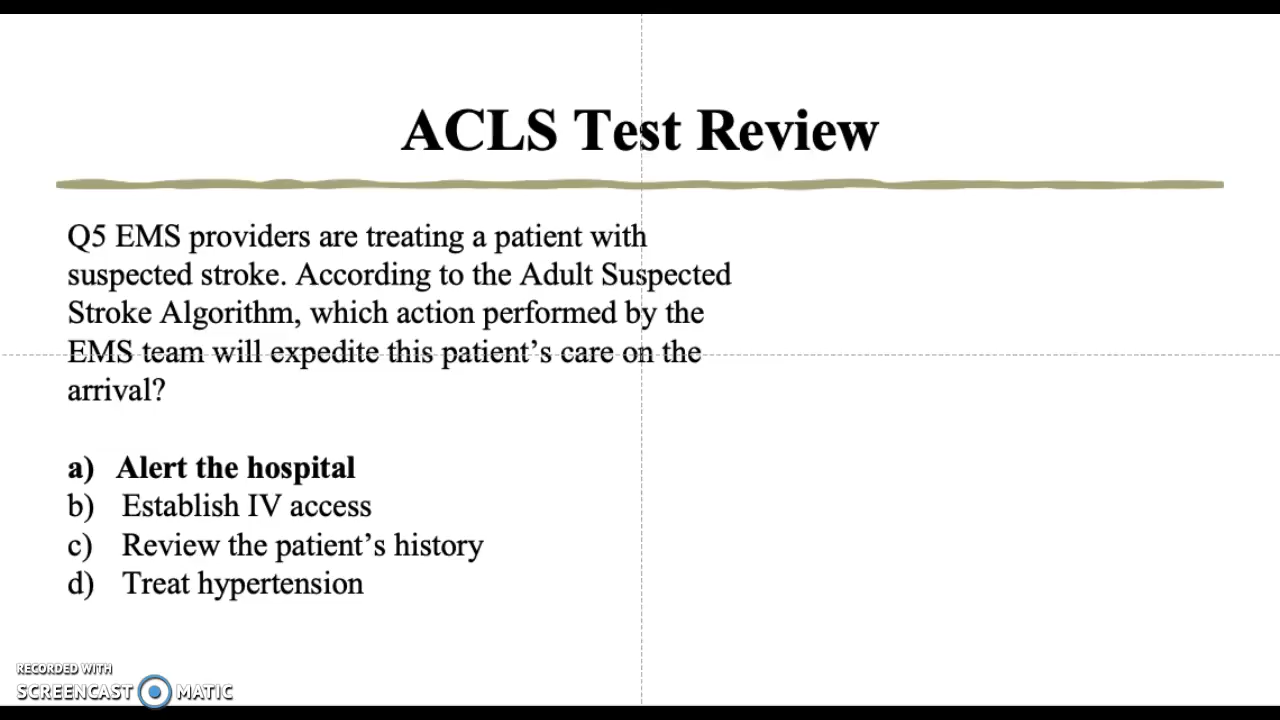 ACLS Test Review
Q5 EMS providers are treating a patient with
suspected stroke. According to the Adult Suspected
Stroke Algorithm, which action performed by the
EMS team will expedite this patient’s care on the
arrival?
a) Alert the hospital
b) Establish IV access
c) Review the patient’s history
d) Treat hypertension
RECORDED WITH
SCREENCAST MATIC